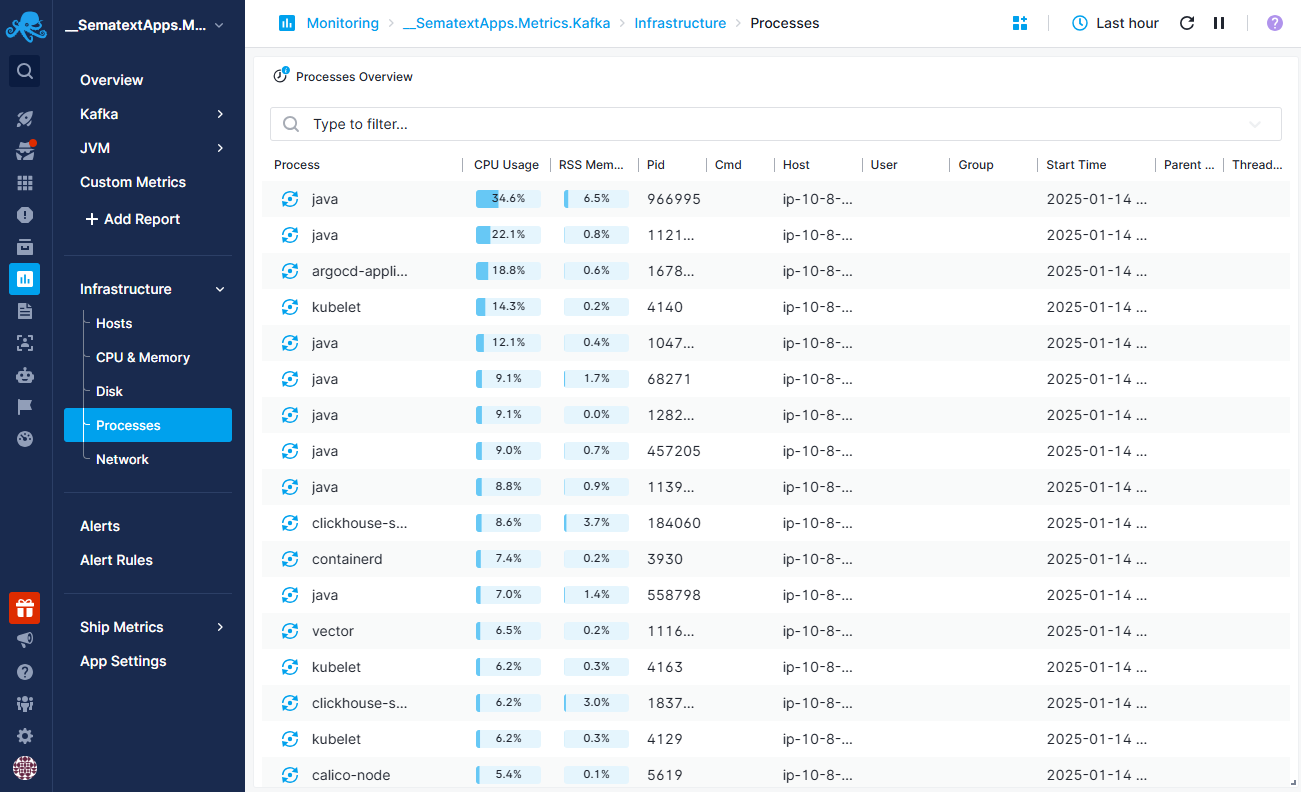 __SematextApps.M...
Overview
Kafka
JVM
Custom Metrics
+ Add Report
Infrastructure
Hosts
CPU & Memory
Disk
Processes
Network
Alerts
Alert Rules
Ship Metrics
App Settings
Monitoring > __SematextApps.Metrics.Kafka > Infrastructure > Processes
Last hour
Processes Overview
Type to filter...
Process CPU Usage RSS Mem... Pid Cmd Host User Group Start Time Parent ... Thread...
java 34.6% 6.5% 966995 ip-10-8-... 2025-01-14 ...
java 22.1% 0.8% 1121... ip-10-8-... 2025-01-14 ...
argocd-appli... 18.8% 0.6% 1678... ip-10-8-... 2025-01-14 ...
kubelet 14.3% 0.2% 4140 ip-10-8-... 2025-01-14 ...
java 12.1% 0.4% 1047... ip-10-8-... 2025-01-14 ...
java 9.1% 1.7% 68271 ip-10-8-... 2025-01-14 ...
java 9.1% 0.0% 1282... ip-10-8-... 2025-01-14 ...
java 9.0% 0.7% 457205 ip-10-8-... 2025-01-14 ...
java 8.8% 0.9% 1139... ip-10-8-... 2025-01-14 ...
clickhouse-s... 8.6% 3.7% 184060 ip-10-8-... 2025-01-14 ...
containerd 7.4% 0.2% 3930 ip-10-8-... 2025-01-14 ...
java 7.0% 1.4% 558798 ip-10-8-... 2025-01-14 ...
vector 6.5% 0.2% 1116... ip-10-8-... 2025-01-14 ...
kubelet 6.2% 0.3% 4163 ip-10-8-... 2025-01-14 ...
clickhouse-s... 6.2% 3.0% 1837... ip-10-8-... 2025-01-14 ...
kubelet 6.2% 0.3% 4129 ip-10-8-... 2025-01-14 ...
calico-node 5.4% 0.1% 5619 ip-10-8-... 2025-01-14 ...